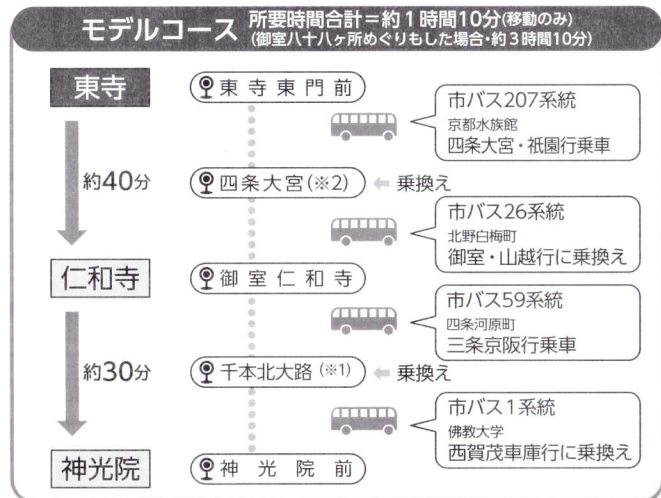 モデルコース 所要時間合計＝約1時間10分(移動のみ)
(御室八十八ヶ所めぐりもした場合・約3時間10分)
東寺
東寺東門前
市バス207系統
京都水族館
四条大宮・祇園行乗車
約40分
四条大宮(※2) ⇐ 乗換え
市バス26系統
北野白梅町
御室・山越行に乗換え
仁和寺
御室仁和寺
市バス59系統
四条河原町
三条京阪行乗車
約30分
千本北大路(※1) ⇐ 乗換え
市バス1系統
佛教大学
西賀茂車庫行に乗換え
神光院
神光院前